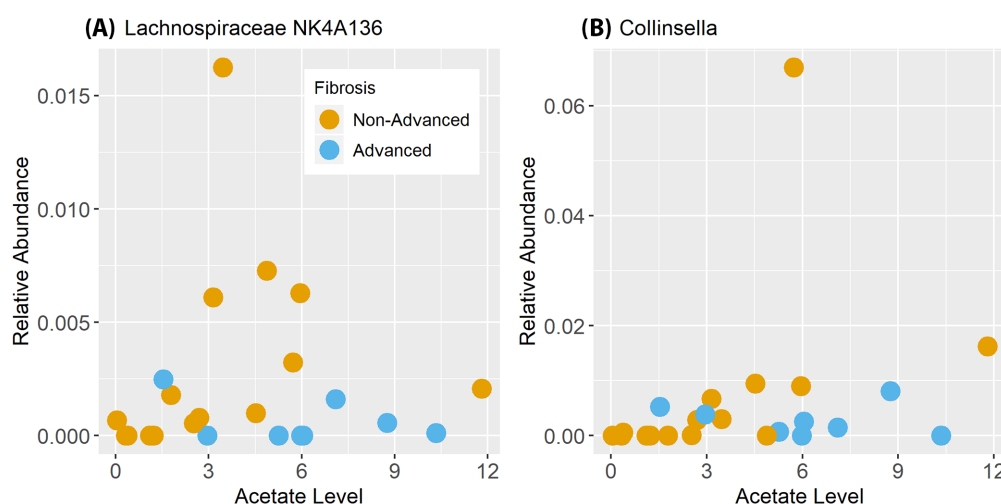 (A) Lachnospiraceae NK4A136
Relative Abundance
0.015
0.010
0.005
0.000
Fibrosis
Non-Advanced
Advanced
0 3 6 9 12
Acetate Level
(B) Collinsella
Relative Abundance
0.06
0.04
0.02
0.00
0 3 6 9 12
Acetate Level